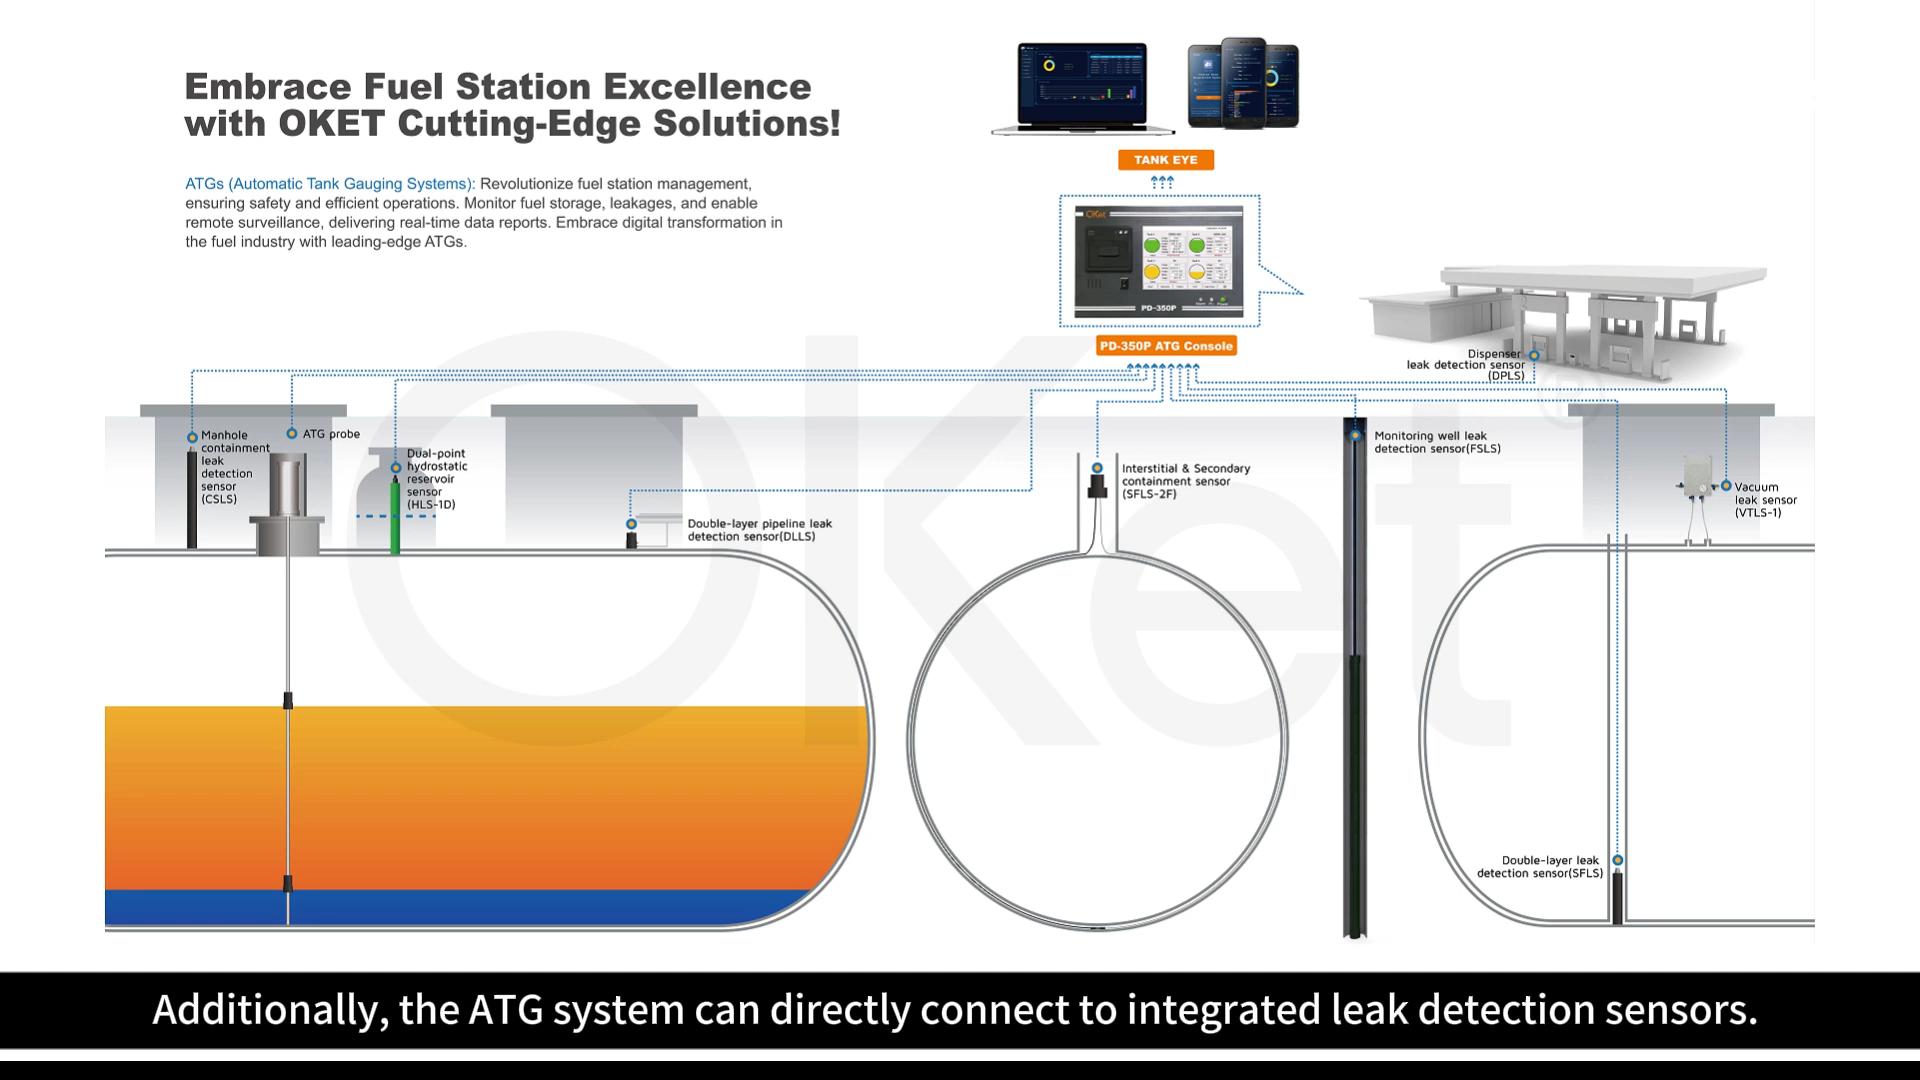 Embrace Fuel Station Excellence
with OKET Cutting-Edge Solutions!
ATGs (Automatic Tank Gauging Systems): Revolutionize fuel station management,
ensuring safety and efficient operations. Monitor fuel storage, leakages, and enable
remote surveillance, delivering real-time data reports. Embrace digital transformation in
the fuel industry with leading-edge ATGs.
TANK EYE
OKet
PD-350P
PD-350P ATG Console
Dispenser
leak detection sensor
(DPLS)
Manhole
containment
leak
detection
sensor
(CSLS)
ATG probe
Dual-point
hydrostatic
reservoir
sensor
(HLS-1D)
Double-layer pipeline leak
detection sensor(DLLS)
Interstitial & Secondary
containment sensor
(SFLS-2F)
Monitoring well leak
detection sensor(FSLS)
Vacuum
leak sensor
(VTLS-1)
Double-layer leak
detection sensor(SFLS)
OKet®
Additionally, the ATG system can directly connect to integrated leak detection sensors.